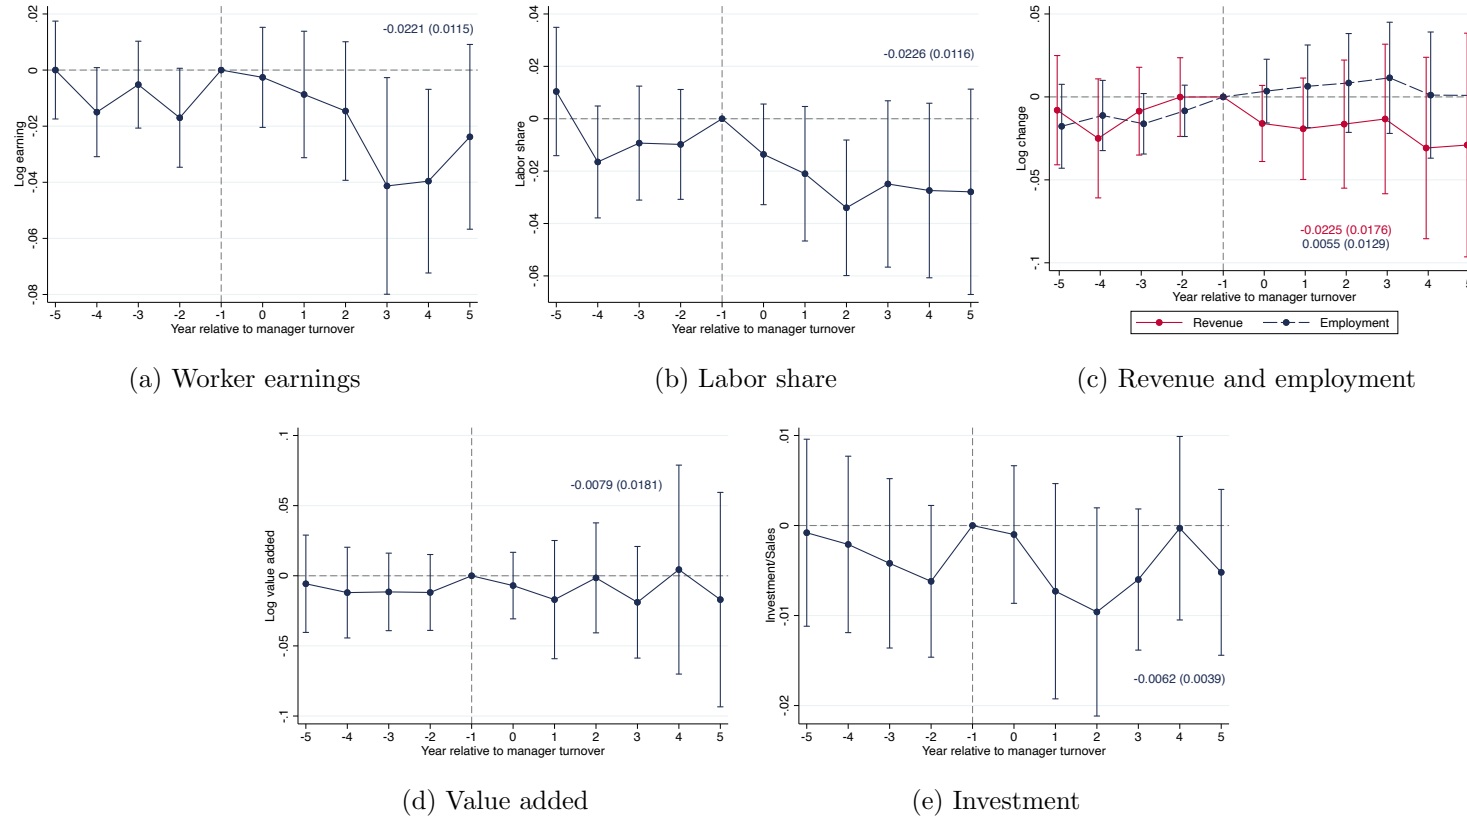 .02
0
-.02
-.04
-.06
-.08
Log earning
-0.0221 (0.0115)
-5 -4 -3 -2 -1 0 1 2 3 4 5
Year relative to manager turnover
(a) Worker earnings
.04
.02
0
-.02
-.04
-.06
Labor share
-0.0226 (0.0116)
-5 -4 -3 -2 -1 0 1 2 3 4 5
Year relative to manager turnover
(b) Labor share
.05
0
-.05
-.1
Log change
-0.0225 (0.0176)
0.0055 (0.0129)
-5 -4 -3 -2 -1 0 1 2 3 4
Year relative to manager turnover
Revenue Employment
(c) Revenue and employment
.1
.05
0
-.05
-.1
Log value added
-0.0079 (0.0181)
-5 -4 -3 -2 -1 0 1 2 3 4 5
Year relative to manager turnover
(d) Value added
.01
0
-.01
-.02
Investment/Sales
-0.0062 (0.0039)
-5 -4 -3 -2 -1 0 1 2 3 4 5
Year relative to manager turnover
(e) Investment